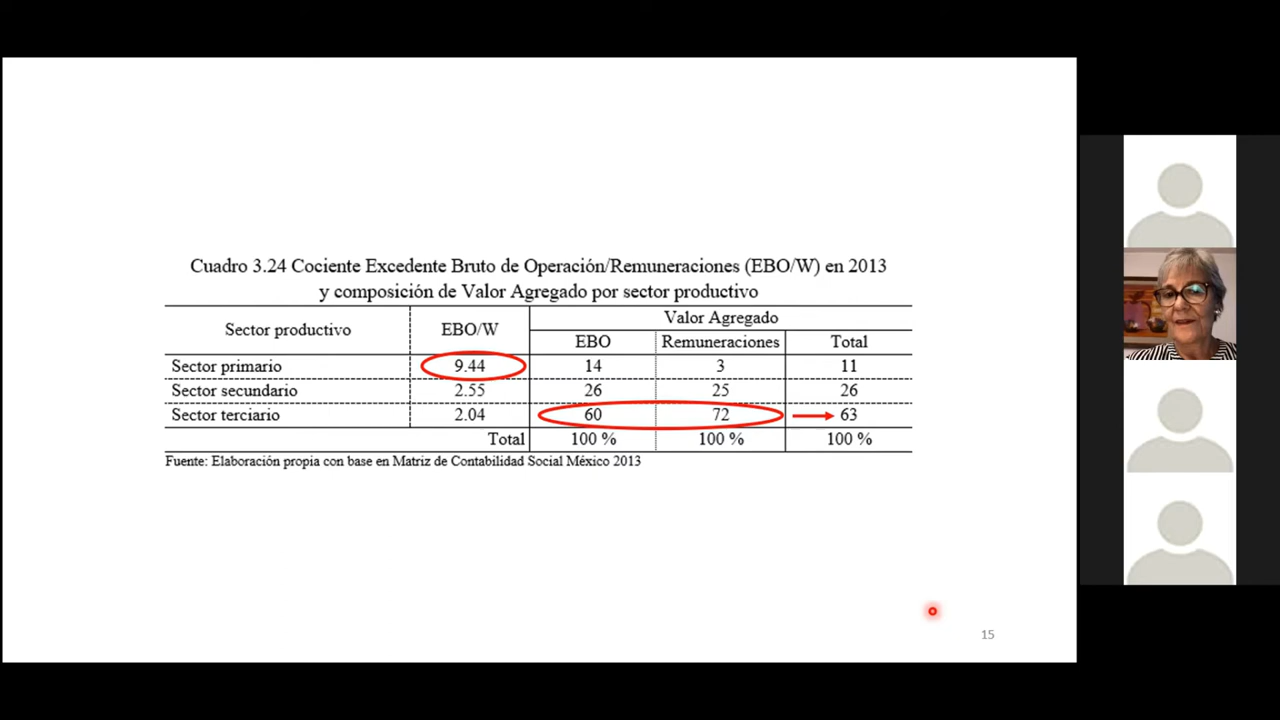 Cuadro 3.24 Cociente Excedente Bruto de Operación/Remuneraciones (EBO/W) en 2013
y composición de Valor Agregado por sector productivo
Sector productivo EBO/W Valor Agregado
EBO Remuneraciones Total
Sector primario 9.44 14 3 11
Sector secundario 2.55 26 25 26
Sector terciario 2.04 60 72 63
Total 100 % 100 % 100 %
Fuente: Elaboración propia con base en Matriz de Contabilidad Social México 2013
15